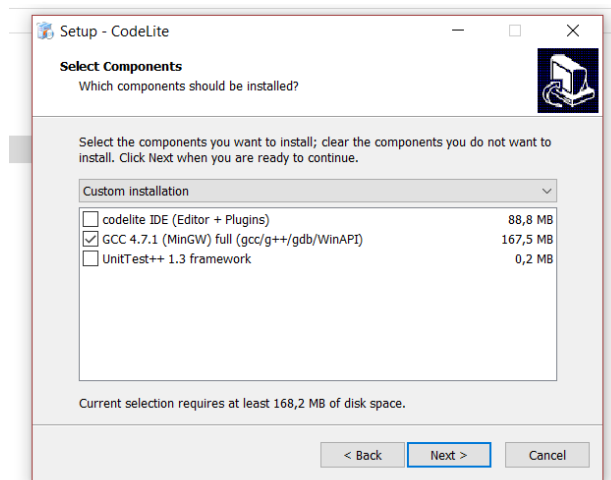 Setup - CodeLite
Select Components
Which components should be installed?
Select the components you want to install; clear the components you do not want to
install. Click Next when you are ready to continue.
Custom installation
codelite IDE (Editor + Plugins) 88,8 MB
GCC 4.7.1 (MinGW) full (gcc/g++/gdb/WinAPI) 167,5 MB
UnitTest++ 1.3 framework 0,2 MB
Current selection requires at least 168,2 MB of disk space.
< Back Next > Cancel